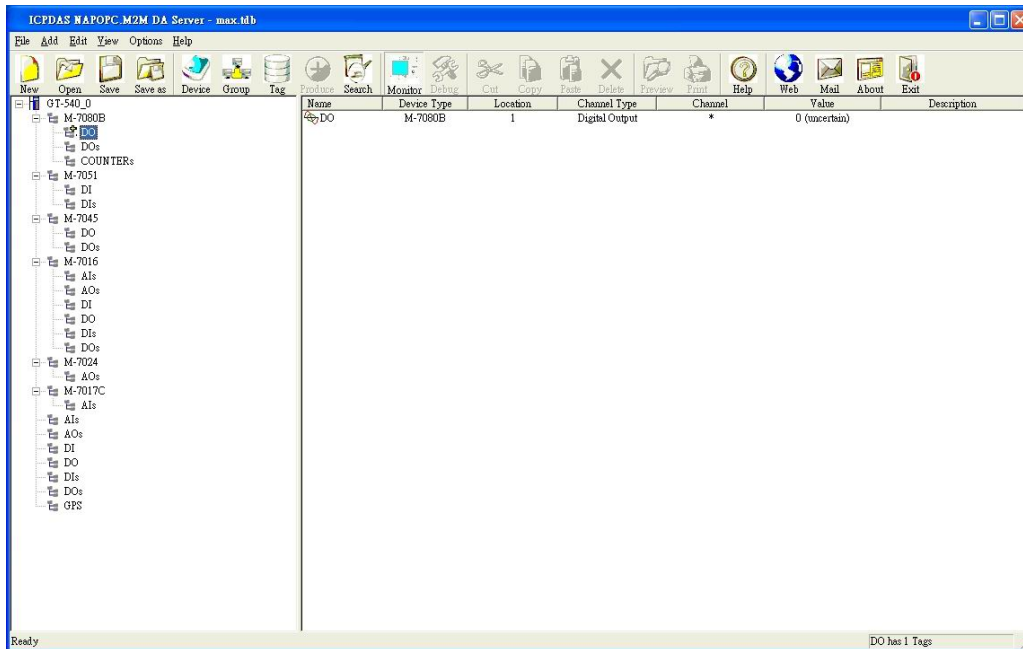 ICPDAS NAPOPC.M2M DA Server - max.tdb
File Add Edit View Options Help
New Open Save Save as Device Group Tag Produce Search Monitor Debug Cut Copy Paste Delete Preview Print Help Web Mail About Exit
GT-540_0
M-7080B
DO
DOs
COUNTERs
M-7051
DI
DIs
M-7045
DO
DOs
M-7016
AIs
AOs
DI
DO
DIs
DOs
M-7024
AOs
M-7017C
AIs
AIs
AOs
DI
DO
DIs
DOs
GPS
Name Device Type Location Channel Type Channel Value Description
DO M-7080B 1 Digital Output * 0 (uncertain)
Ready DO has 1 Tags